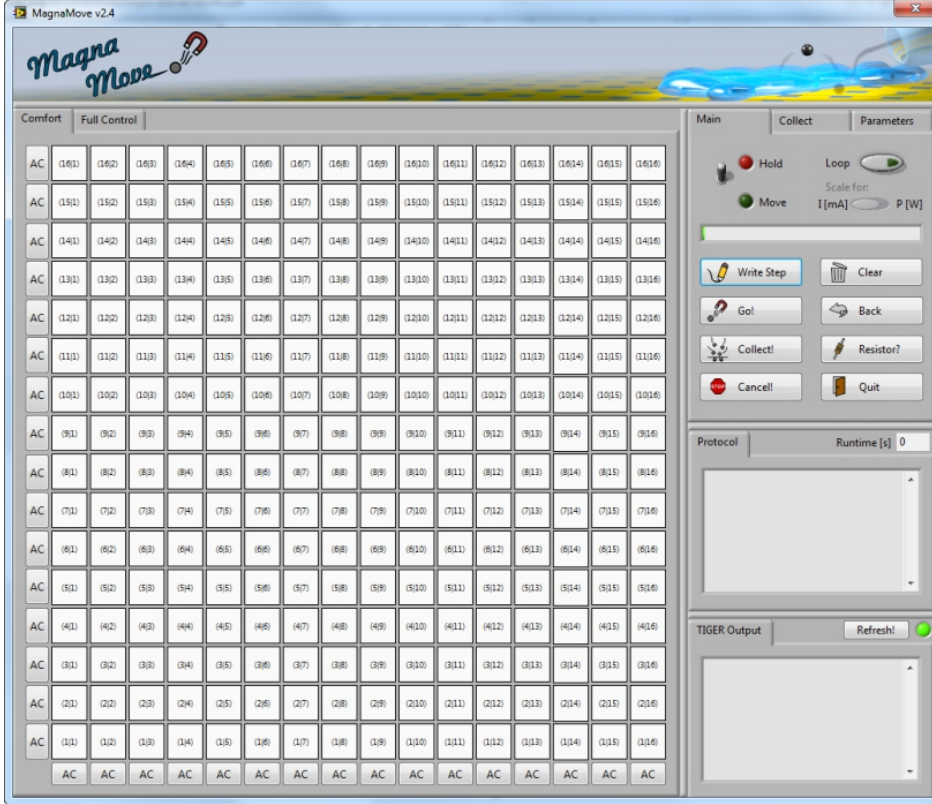 MagnaMove v2.4
Magna
Move
Comfort Full Control
Main Collect Parameters
AC (16|1) (16|2) (16|3) (16|4) (16|5) (16|6) (16|7) (16|8) (16|9) (16|10) (16|11) (16|12) (16|13) (16|14) (16|15) (16|16)
AC (15|1) (15|2) (15|3) (15|4) (15|5) (15|6) (15|7) (15|8) (15|9) (15|10) (15|11) (15|12) (15|13) (15|14) (15|15) (15|16)
AC (14|1) (14|2) (14|3) (14|4) (14|5) (14|6) (14|7) (14|8) (14|9) (14|10) (14|11) (14|12) (14|13) (14|14) (14|15) (14|16)
AC (13|1) (13|2) (13|3) (13|4) (13|5) (13|6) (13|7) (13|8) (13|9) (13|10) (13|11) (13|12) (13|13) (13|14) (13|15) (13|16)
AC (12|1) (12|2) (12|3) (12|4) (12|5) (12|6) (12|7) (12|8) (12|9) (12|10) (12|11) (12|12) (12|13) (12|14) (12|15) (12|16)
AC (11|1) (11|2) (11|3) (11|4) (11|5) (11|6) (11|7) (11|8) (11|9) (11|10) (11|11) (11|12) (11|13) (11|14) (11|15) (11|16)
AC (10|1) (10|2) (10|3) (10|4) (10|5) (10|6) (10|7) (10|8) (10|9) (10|10) (10|11) (10|12) (10|13) (10|14) (10|15) (10|16)
AC (9|1) (9|2) (9|3) (9|4) (9|5) (9|6) (9|7) (9|8) (9|9) (9|10) (9|11) (9|12) (9|13) (9|14) (9|15) (9|16)
AC (8|1) (8|2) (8|3) (8|4) (8|5) (8|6) (8|7) (8|8) (8|9) (8|10) (8|11) (8|12) (8|13) (8|14) (8|15) (8|16)
AC (7|1) (7|2) (7|3) (7|4) (7|5) (7|6) (7|7) (7|8) (7|9) (7|10) (7|11) (7|12) (7|13) (7|14) (7|15) (7|16)
AC (6|1) (6|2) (6|3) (6|4) (6|5) (6|6) (6|7) (6|8) (6|9) (6|10) (6|11) (6|12) (6|13) (6|14) (6|15) (6|16)
AC (5|1) (5|2) (5|3) (5|4) (5|5) (5|6) (5|7) (5|8) (5|9) (5|10) (5|11) (5|12) (5|13) (5|14) (5|15) (5|16)
AC (4|1) (4|2) (4|3) (4|4) (4|5) (4|6) (4|7) (4|8) (4|9) (4|10) (4|11) (4|12) (4|13) (4|14) (4|15) (4|16)
AC (3|1) (3|2) (3|3) (3|4) (3|5) (3|6) (3|7) (3|8) (3|9) (3|10) (3|11) (3|12) (3|13) (3|14) (3|15) (3|16)
AC (2|1) (2|2) (2|3) (2|4) (2|5) (2|6) (2|7) (2|8) (2|9) (2|10) (2|11) (2|12) (2|13) (2|14) (2|15) (2|16)
AC (1|1) (1|2) (1|3) (1|4) (1|5) (1|6) (1|7) (1|8) (1|9) (1|10) (1|11) (1|12) (1|13) (1|14) (1|15) (1|16)
AC AC AC AC AC AC AC AC AC AC AC AC AC AC AC AC
Hold Loop
Scale for:
Move I [mA] P [W]
Write Step Clear
Go! Back
Collect! Resistor?
STOP Cancel! Quit
Protocol Runtime [s] 0
TIGER Output Refresh!